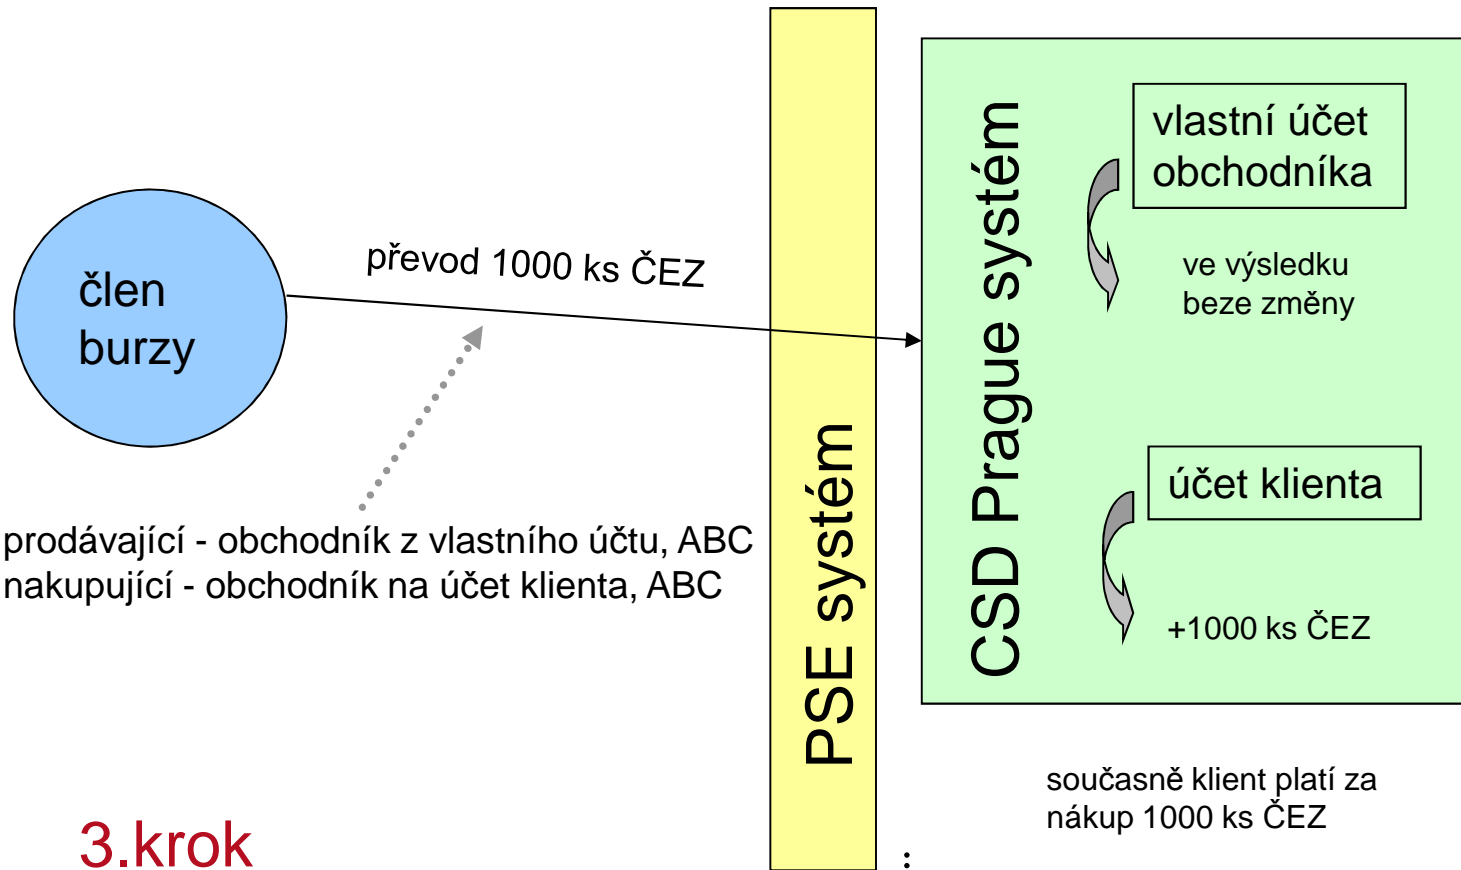 člen
burzy
převod 1000 ks ČEZ
prodávající - obchodník z vlastního účtu, ABC
nakupující - obchodník na účet klienta, ABC
3.krok
PSE systém
CSD Prague systém
vlastní účet
obchodníka
ve výsledku
beze změny
účet klienta
+1000 ks ČEZ
současně klient platí za
nákup 1000 ks ČEZ
: